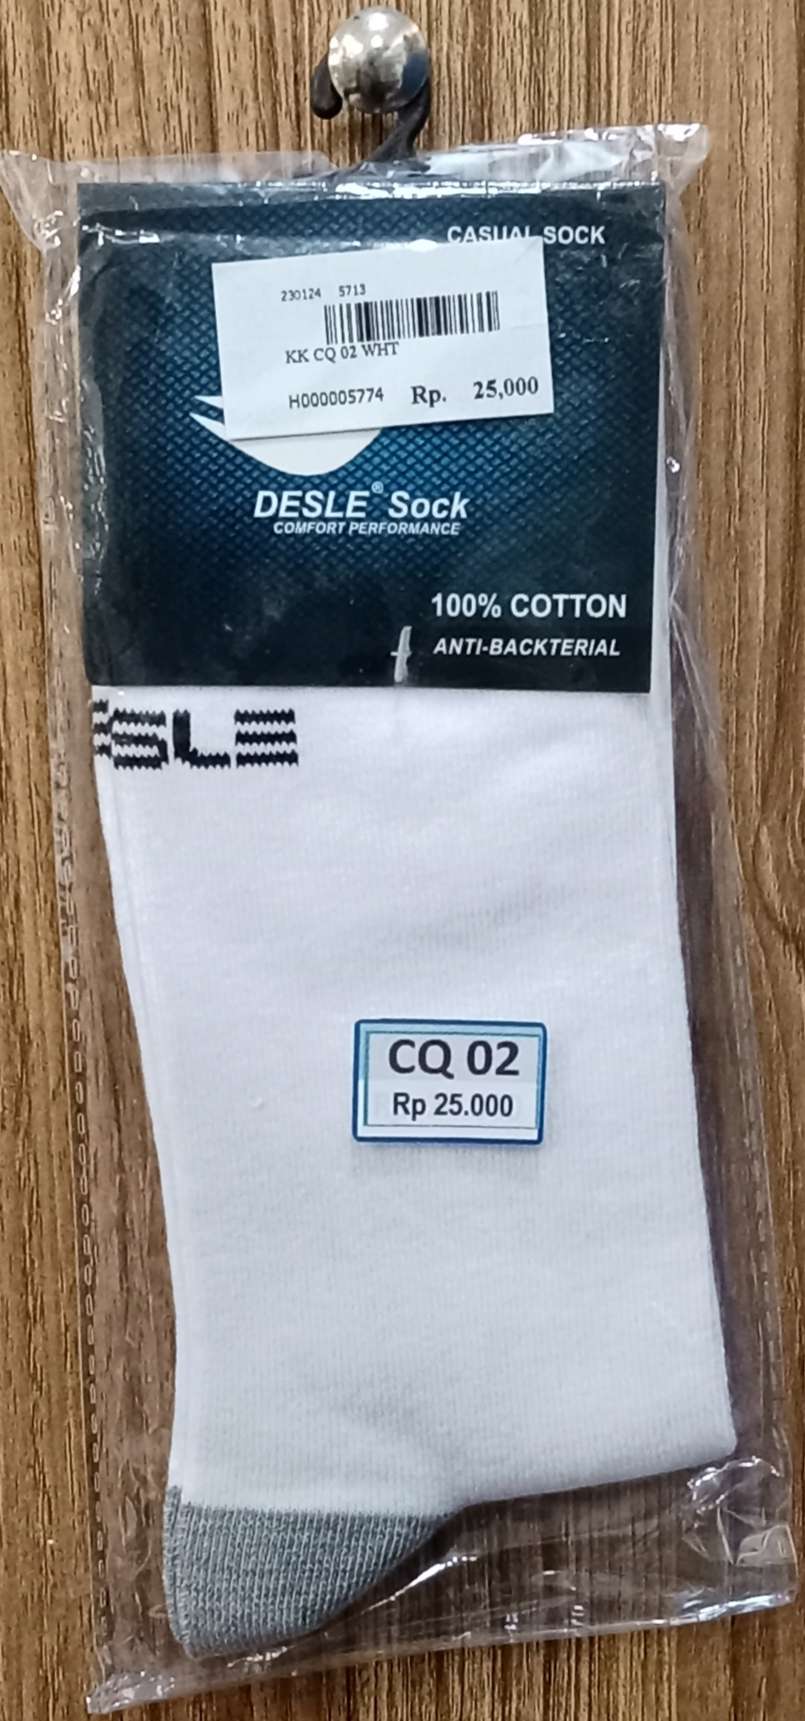 CASUAL SOCK
230124 5713
KK CQ 02 WHT
H000005774 Rp. 25,000
DESLE® Sock
COMFORT PERFORMANCE
100% COTTON
ANTI-BACKTERIAL
ESLE
CQ 02
Rp 25.000